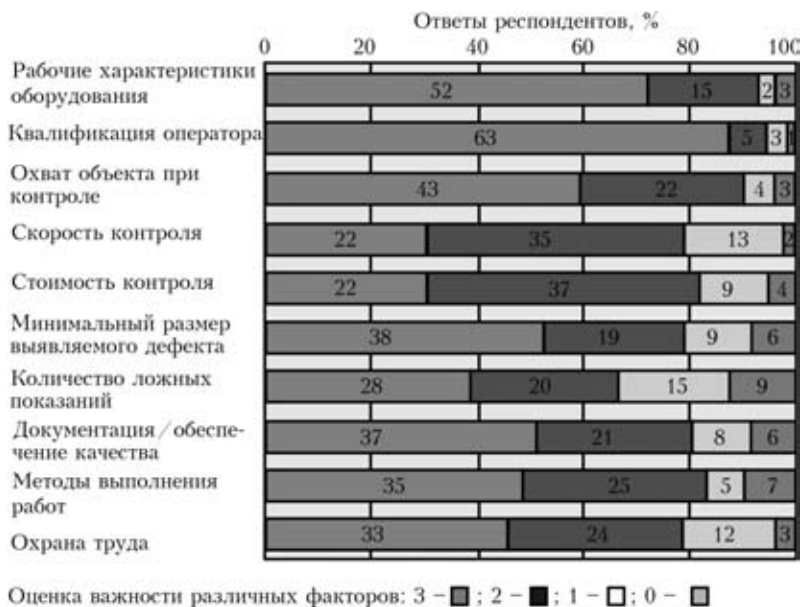 Ответы респондентов, %
0 20 40 60 80 100
Рабочие характеристики
оборудования
52 15 2 3
Квалификация оператора
63 5 3 1
Охват объекта при
контроле
43 22 4 3
Скорость контроля
22 35 13 2
Стоимость контроля
22 37 9 4
Минимальный размер
выявляемого дефекта
38 19 9 6
Количество ложных
показаний
28 20 15 9
Документация/обеспе-
чение качества
37 21 8 6
Методы выполнения
работ
35 25 5 7
Охрана труда
33 24 12 3
Оценка важности различных факторов: 3 – ; 2 – ; 1 – ; 0 –